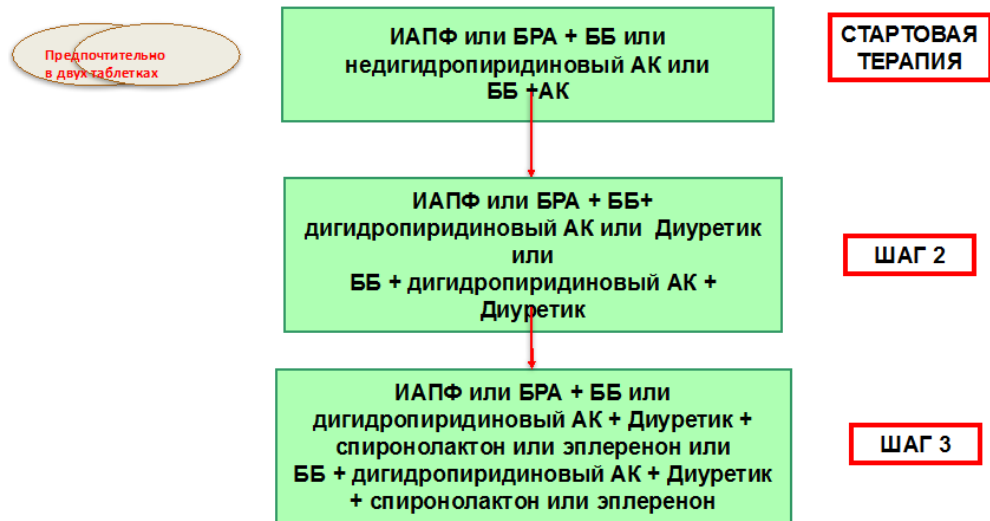 Предпочтительно
в двух таблетках
ИАПФ или БРА + ББ или
недигидропиридиновый АК или
ББ +АК
СТАРТОВАЯ
ТЕРАПИЯ
ИАПФ или БРА + ББ+
дигидропиридиновый АК или Диуретик
или
ББ + дигидропиридиновый АК +
Диуретик
ШАГ 2
ИАПФ или БРА + ББ или
дигидропиридиновый АК + Диуретик +
спиронолактон или эплеренон или
ББ + дигидропиридиновый АК + Диуретик
+ спиронолактон или эплеренон
ШАГ 3